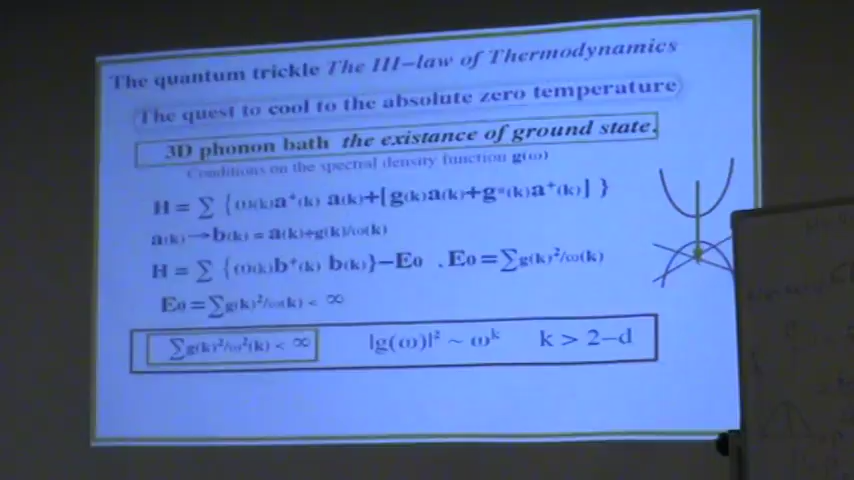 The quantum trickle The III-law of Thermodynamics
The quest to cool to the absolute zero temperature
3D phonon bath the existance of ground state.
Conditions on the spectral density function g(ω)
H = ∑ {ω(k)a⁺(k) a(k)+[g(k)a(k)+g*(k)a⁺(k)] }
a(k)→b(k) = a(k)+g(k)/ω(k)
H = ∑ {ω(k)b⁺(k) b(k)}−E₀ . E₀=∑g(k)²/ω(k)
E₀=∑g(k)²/ω(k) < ∞
∑g(k)²/ω²(k) < ∞ |g(ω)|² ~ ω^k k > 2−d